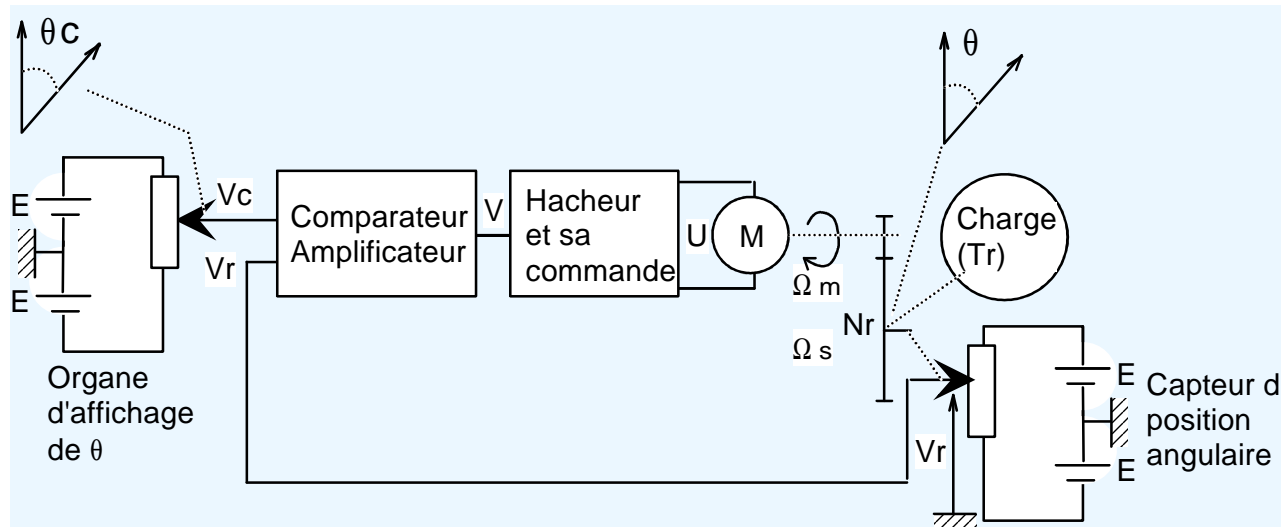 θc
θ
E
E
Vc
Vr
Comparateur
Amplificateur
V
Hacheur
et sa
commande
U
M
Ω m
Ω s
Nr
Charge
(Tr)
Organe
d'affichage
de θ
Vr
E
E
Capteur d
position
angulaire